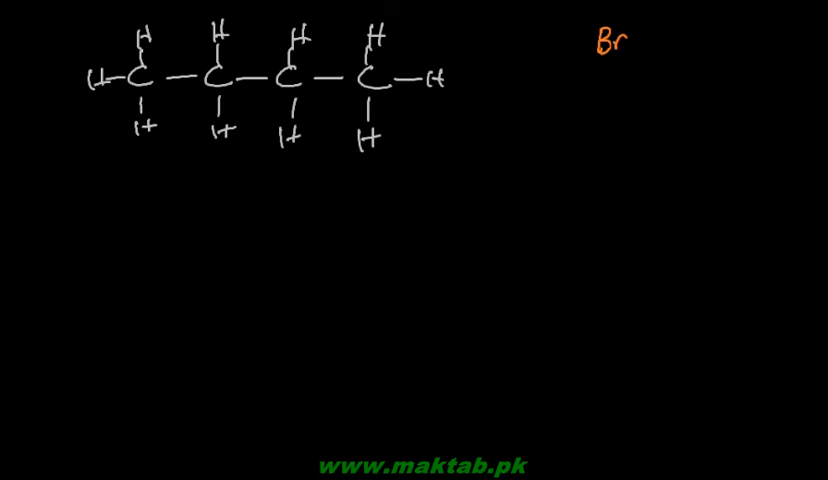 H H H H Br
H-C-C-C-C-H
H H H H
www.maktab.pk